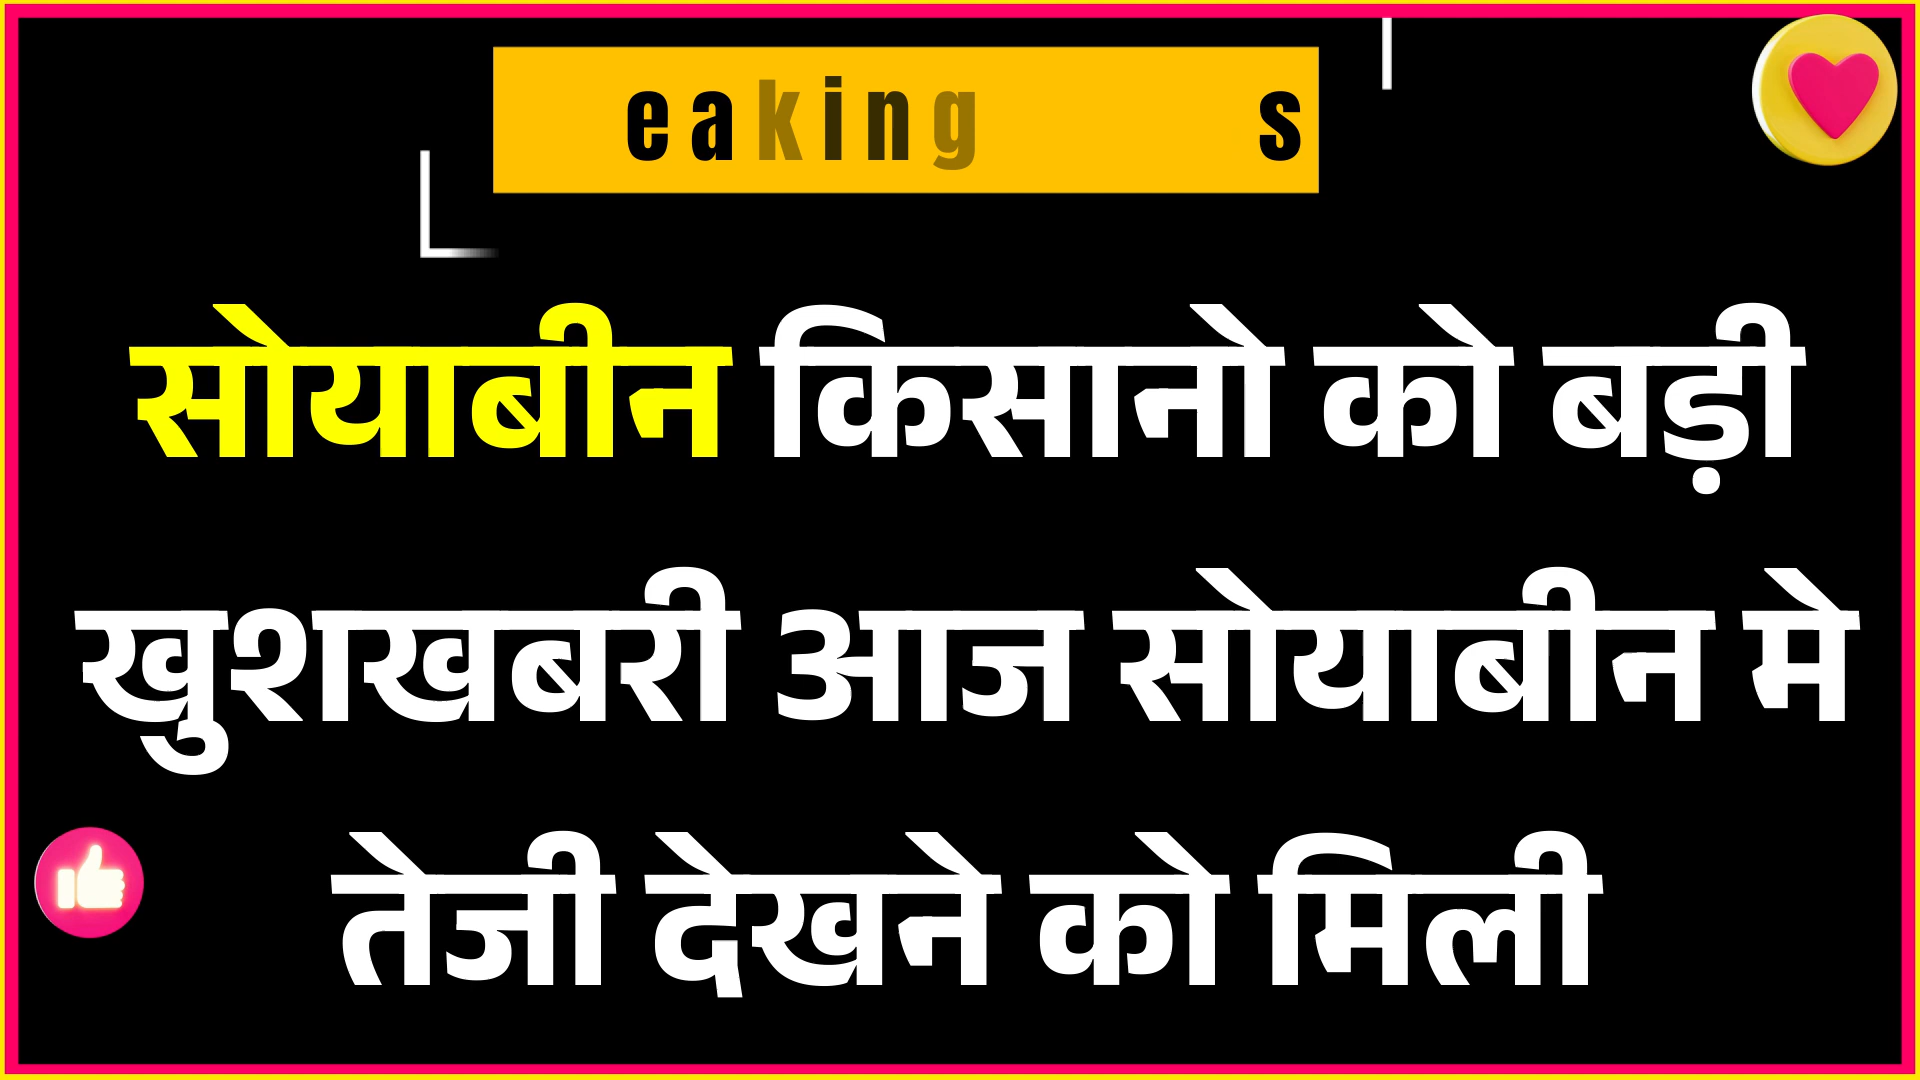 eaking s
सोयाबीन किसानो को बड़ी
खुशखबरी आज सोयाबीन मे
तेजी देखने को मिली